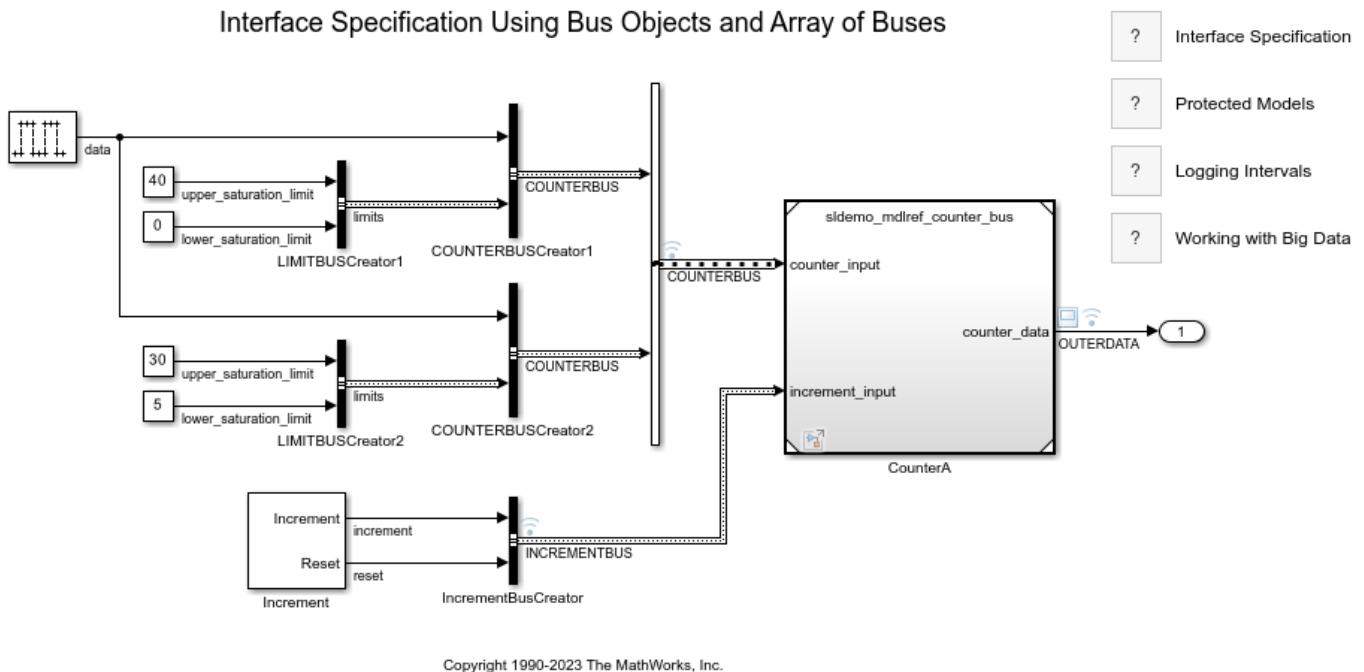 Interface Specification Using Bus Objects and Array of Buses
? Interface Specification
? Protected Models
? Logging Intervals
? Working with Big Data
data
40
upper_saturation_limit
0
lower_saturation_limit
limits
LIMITBUSCreator1
COUNTERBUS
COUNTERBUSCreator1
30
upper_saturation_limit
5
lower_saturation_limit
limits
LIMITBUSCreator2
COUNTERBUS
COUNTERBUSCreator2
COUNTERBUS
sldemo_mdlref_counter_bus
counter_input
counter_data
increment_input
CounterA
OUTERDATA
1
Increment
increment
Reset
reset
Increment
INCREMENTBUS
IncrementBusCreator
Copyright 1990-2023 The MathWorks, Inc.